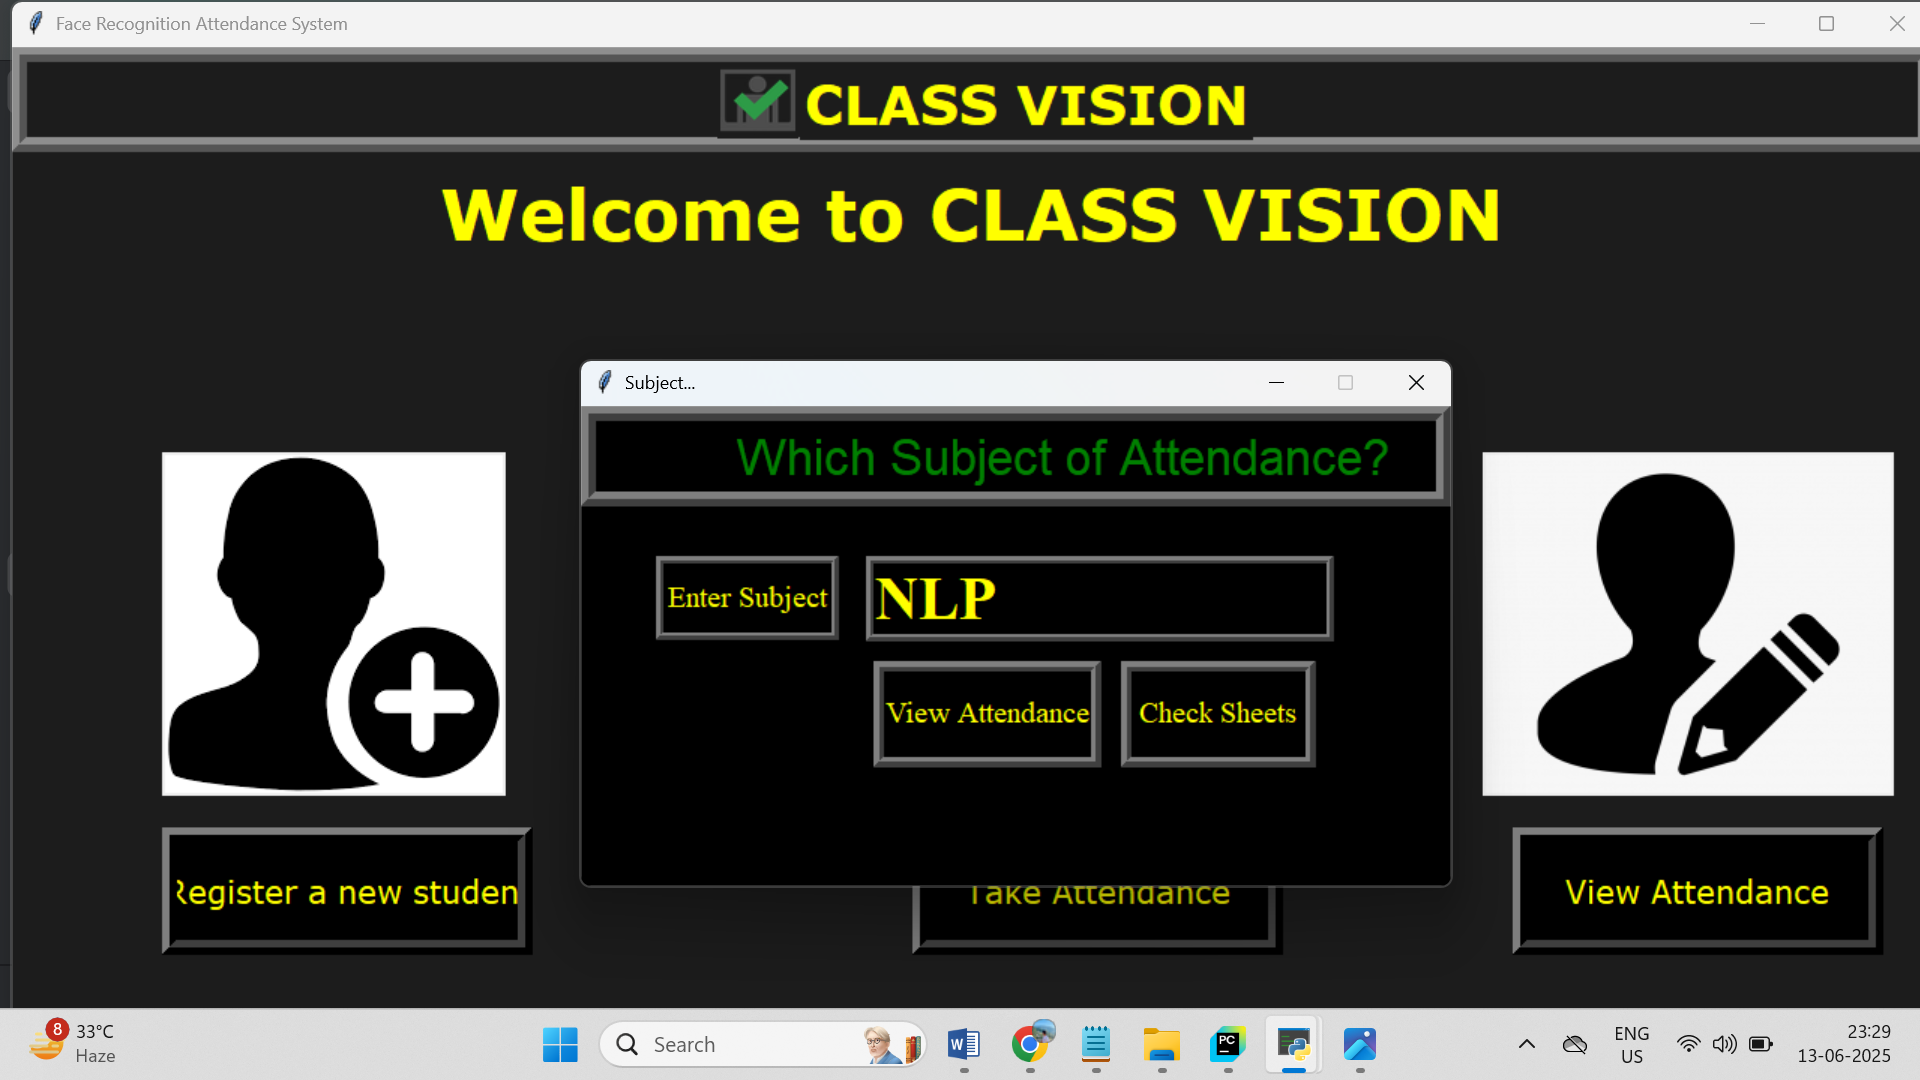 Face Recognition Attendance System
CLASS VISION
Welcome to CLASS VISION
Subject...
Which Subject of Attendance?
Enter Subject
NLP
View Attendance
Check Sheets
Register a new studen
Take Attendance
View Attendance
8
33°C
Haze
Search
W
PC
ENG
US
23:29
13-06-2025